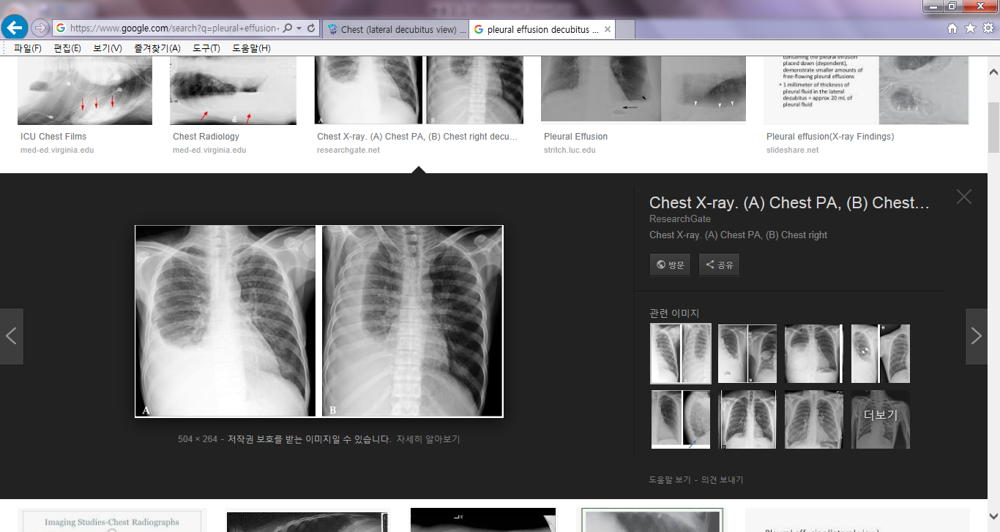 https://www.google.com/search?q=pleural+effusion+
Chest (lateral decubitus view) ...
pleural effusion decubitus ...
파일(F) 편집(E) 보기(V) 즐겨찾기(A) 도구(T) 도움말(H)
containing the pleural effusion
placed down (dependent),
demonstrate smaller amounts of
free-flowing pleural effusions
• 1 millimeter of thickness of
pleural fluid in the lateral
decubitus = approx 20 mL of
pleural fluid
A
B
ICU Chest Films
med-ed.virginia.edu
Chest Radiology
med-ed.virginia.edu
Chest X-ray. (A) Chest PA, (B) Chest right decu...
researchgate.net
Pleural Effusion
stritch.luc.edu
Pleural effusion(X-ray Findings)
slideshare.net
A
B
504 × 264 - 저작권 보호를 받는 이미지일 수 있습니다. 자세히 알아보기
Chest X-ray. (A) Chest PA, (B) Chest...
ResearchGate
Chest X-ray. (A) Chest PA, (B) Chest right
방문
공유
관련 이미지
더보기
도움말 보기 - 의견 보내기
Imaging Studies-Chest Radiographs